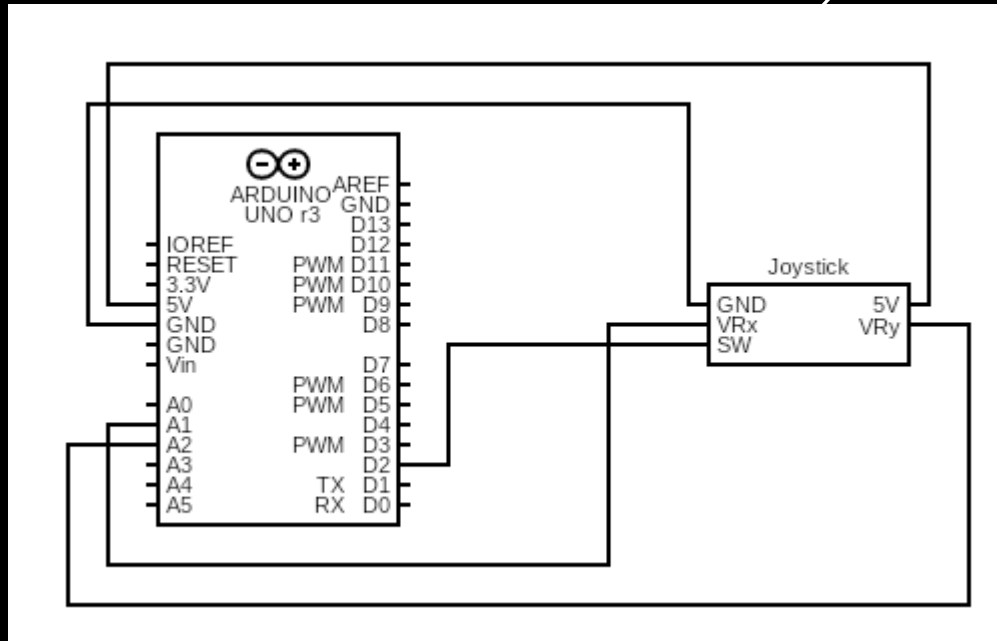 ARDUINO
UNO r3
AREF
GND
D13
D12
PWM D11
PWM D10
PWM D9
D8
D7
PWM D6
PWM D5
D4
PWM D3
D2
TX D1
RX D0
IOREF
RESET
3.3V
5V
GND
GND
Vin
A0
A1
A2
A3
A4
A5
Joystick
GND 5V
VRx VRy
SW